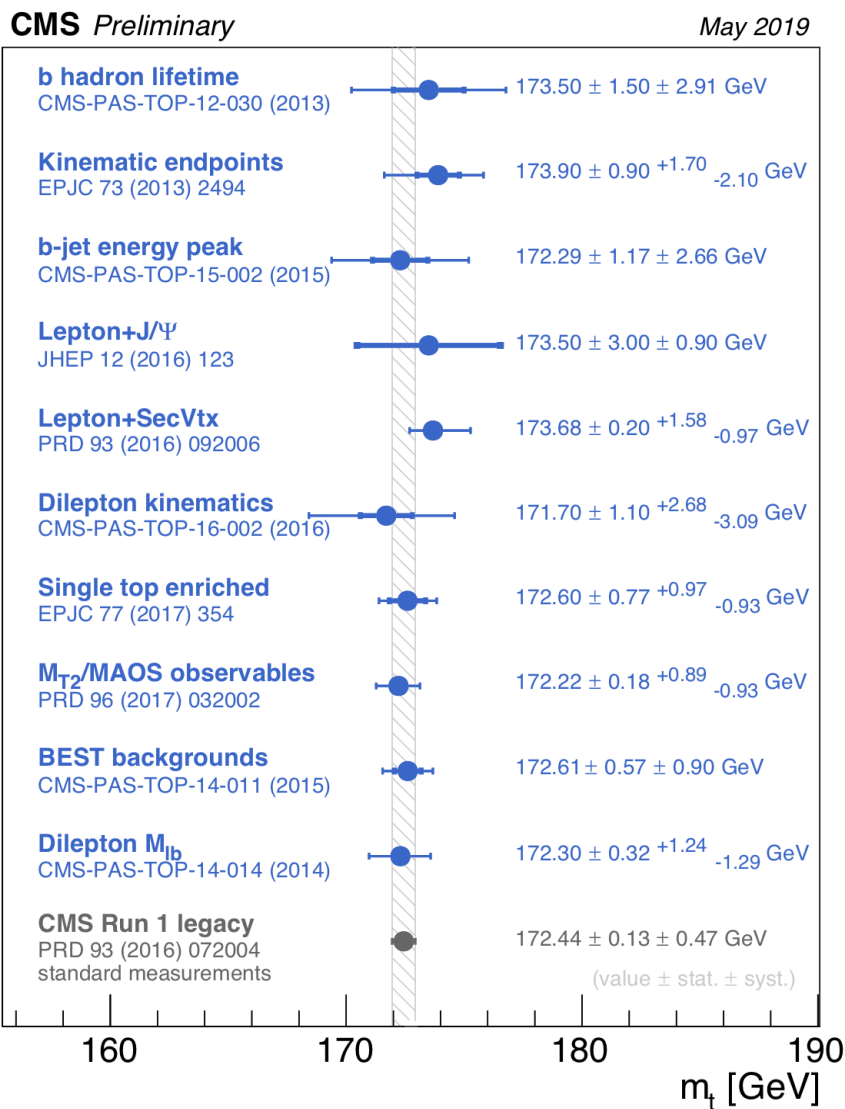 CMS Preliminary May 2019
b hadron lifetime
CMS-PAS-TOP-12-030 (2013)
173.50 ± 1.50 ± 2.91 GeV
Kinematic endpoints
EPJC 73 (2013) 2494
173.90 ± 0.90 +1.70 -2.10 GeV
b-jet energy peak
CMS-PAS-TOP-15-002 (2015)
172.29 ± 1.17 ± 2.66 GeV
Lepton+J/Ψ
JHEP 12 (2016) 123
173.50 ± 3.00 ± 0.90 GeV
Lepton+SecVtx
PRD 93 (2016) 092006
173.68 ± 0.20 +1.58 -0.97 GeV
Dilepton kinematics
CMS-PAS-TOP-16-002 (2016)
171.70 ± 1.10 +2.68 -3.09 GeV
Single top enriched
EPJC 77 (2017) 354
172.60 ± 0.77 +0.97 -0.93 GeV
MT2/MAOS observables
PRD 96 (2017) 032002
172.22 ± 0.18 +0.89 -0.93 GeV
BEST backgrounds
CMS-PAS-TOP-14-011 (2015)
172.61 ± 0.57 ± 0.90 GeV
Dilepton Mlb
CMS-PAS-TOP-14-014 (2014)
172.30 ± 0.32 +1.24 -1.29 GeV
CMS Run 1 legacy
PRD 93 (2016) 072004
standard measurements
172.44 ± 0.13 ± 0.47 GeV
(value ± stat. ± syst.)
160 170 180 190
mt [GeV]